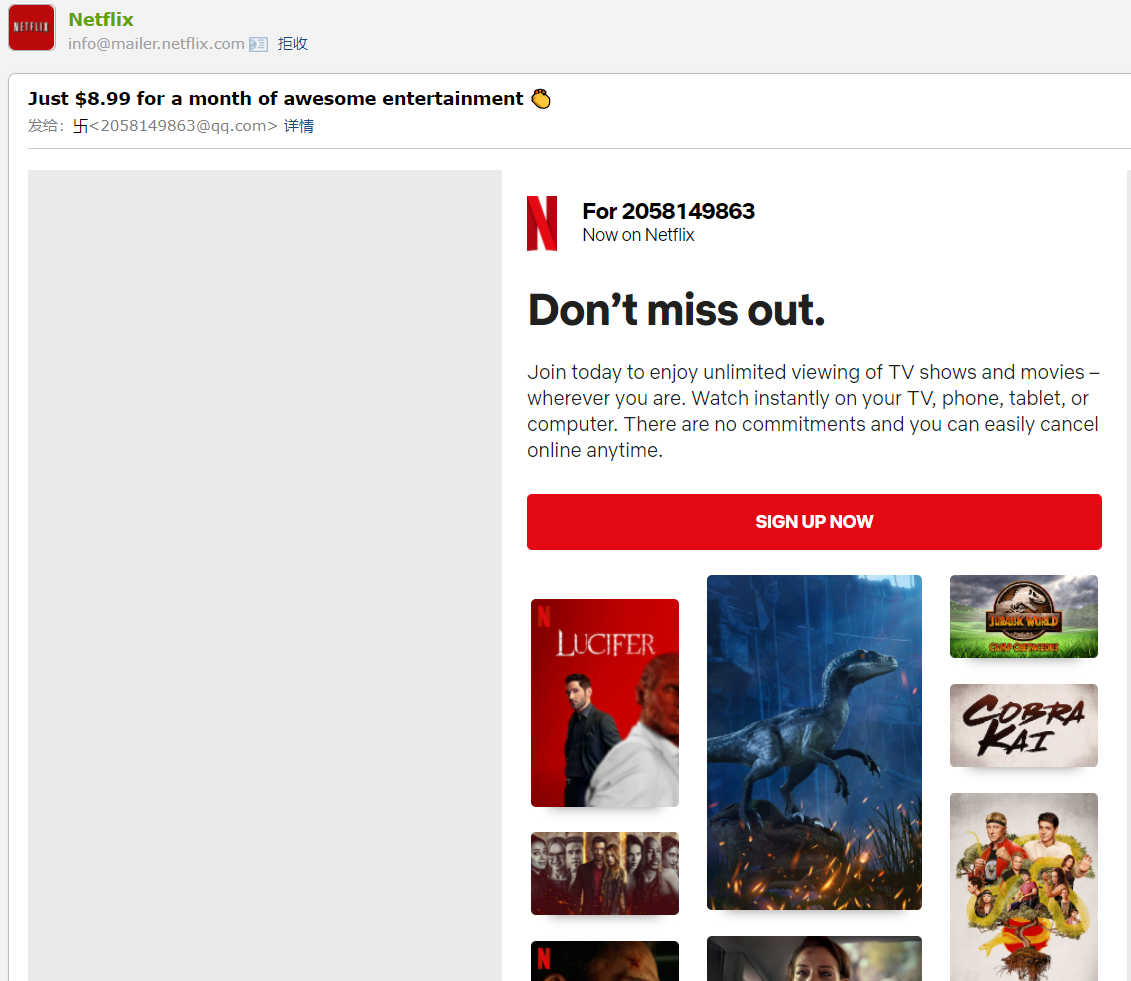 NETFLIX
Netflix
info@mailer.netflix.com 拒收
Just $8.99 for a month of awesome entertainment 👏
发给：卐<2058149863@qq.com> 详情
N For 2058149863
Now on Netflix
Don’t miss out.
Join today to enjoy unlimited viewing of TV shows and movies –
wherever you are. Watch instantly on your TV, phone, tablet, or
computer. There are no commitments and you can easily cancel
online anytime.
SIGN UP NOW
N
LUCIFER
JURASSIC WORLD
CAMP CRETACEOUS
COBRA
KAI
N